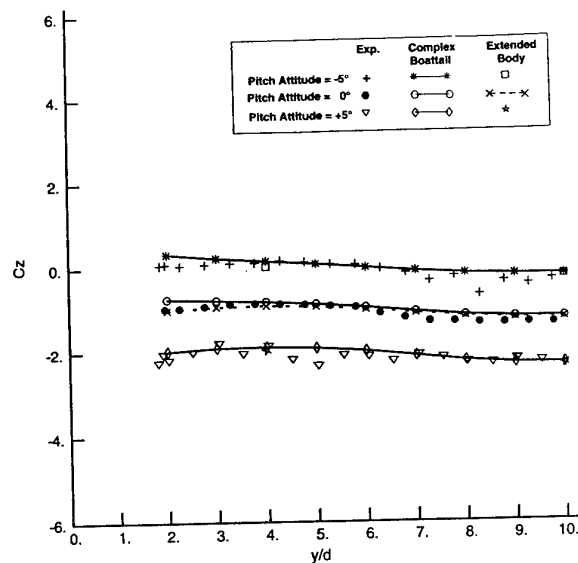 6.
4.
2.
0.
-2.
-4.
-6.
Cz
Exp. Complex Boattail Extended Body
Pitch Attitude = -5°
Pitch Attitude = 0°
Pitch Attitude = +5°
0. 1. 2. 3. 4. 5. 6. 7. 8. 9. 10.
y/d